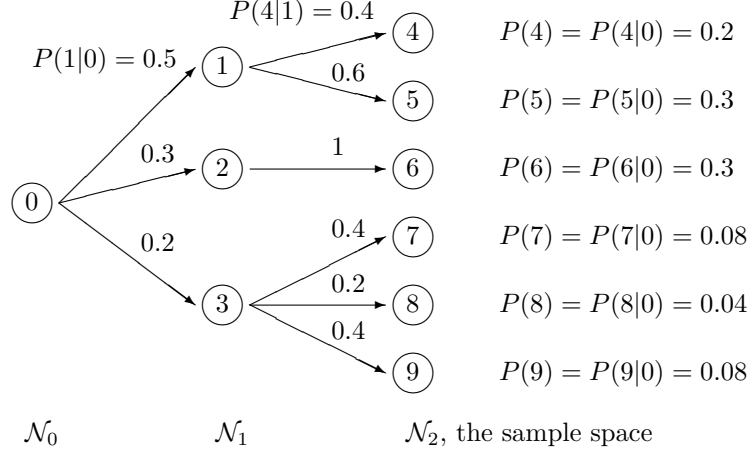 P(4|1) = 0.4
4
P(4) = P(4|0) = 0.2
P(1|0) = 0.5
1
0.6
5
P(5) = P(5|0) = 0.3
0.3
2
1
6
P(6) = P(6|0) = 0.3
0
0.2
0.4
7
P(7) = P(7|0) = 0.08
3
0.2
8
P(8) = P(8|0) = 0.04
0.4
9
P(9) = P(9|0) = 0.08
𝒩₀
𝒩₁
𝒩₂, the sample space